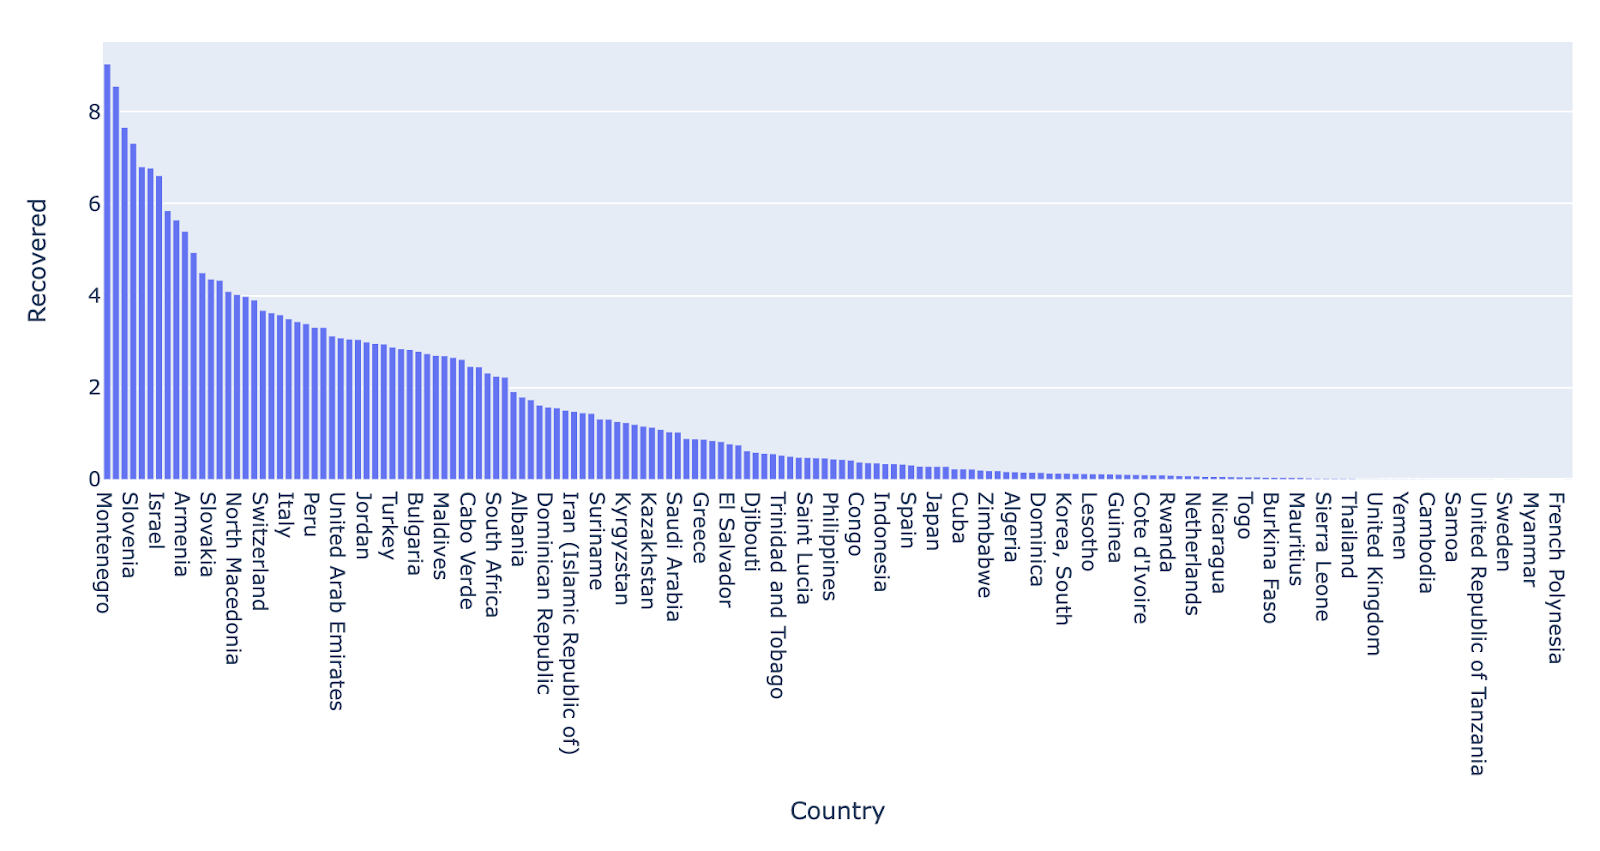 Recovered
8
6
4
2
0
Montenegro
Slovenia
Israel
Armenia
Slovakia
North Macedonia
Switzerland
Italy
Peru
United Arab Emirates
Jordan
Turkey
Bulgaria
Maldives
Cabo Verde
South Africa
Albania
Dominican Republic
Iran (Islamic Republic of)
Suriname
Kyrgyzstan
Kazakhstan
Saudi Arabia
Greece
El Salvador
Djibouti
Trinidad and Tobago
Saint Lucia
Philippines
Congo
Indonesia
Spain
Japan
Cuba
Zimbabwe
Algeria
Dominica
Korea, South
Lesotho
Guinea
Cote d'Ivoire
Rwanda
Netherlands
Nicaragua
Togo
Burkina Faso
Mauritius
Sierra Leone
Thailand
United Kingdom
Yemen
Cambodia
Samoa
United Republic of Tanzania
Sweden
Myanmar
French Polynesia
Country